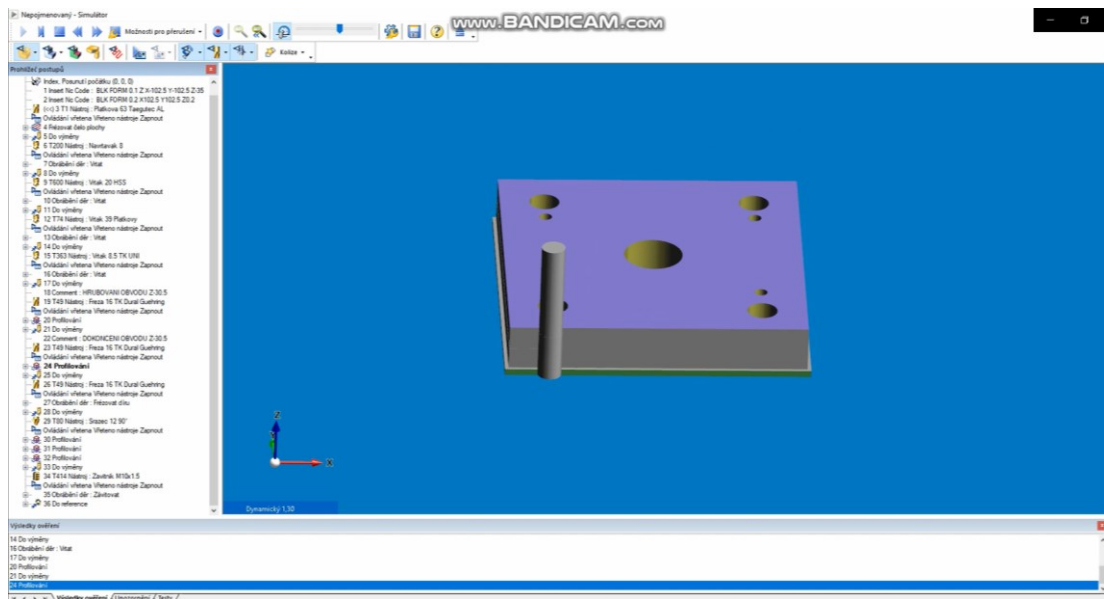 Nepojmenovaný - Simulátor
www.BANDICAM.com
Možnosti pro přerušení
Kolize
Prohlížeč postupů
Index, Posunutí počátku (0, 0, 0)
1 Inset Nc Code : BLK FORM 0.1 Z X-102.5 Y-102.5 Z-35
2 Inset Nc Code : BLK FORM 0.2 X102.5 Y102.5 Z0.2
3 T1 Nástroj : Platkova 63 Taegutec AL
Ovládání vřetena Vřeteno nástroje Zapnout
4 Frézovat čelo plochy
5 Do výměny
6 T200 Nástroj : Navrtavak 8
Ovládání vřetena Vřeteno nástroje Zapnout
7 Obrábění děr : Vrtat
8 Do výměny
9 T600 Nástroj : Vrtak 20 HSS
Ovládání vřetena Vřeteno nástroje Zapnout
10 Obrábění děr : Vrtat
11 Do výměny
12 T74 Nástroj : Vrtak 39 Platkovy
Ovládání vřetena Vřeteno nástroje Zapnout
13 Obrábění děr : Vrtat
14 Do výměny
15 T363 Nástroj : Vrtak 8.5 TK UNI
Ovládání vřetena Vřeteno nástroje Zapnout
16 Obrábění děr : Vrtat
17 Do výměny
18 Comment : HRUBOVANI OBVODU Z-30.5
19 T49 Nástroj : Freza 16 TK Dural Guehring
Ovládání vřetena Vřeteno nástroje Zapnout
20 Profilování
21 Do výměny
22 Comment : DOKONCENI OBVODU Z-30.5
23 T49 Nástroj : Freza 16 TK Dural Guehring
Ovládání vřetena Vřeteno nástroje Zapnout
24 Profilování
25 Do výměny
26 T49 Nástroj : Freza 16 TK Dural Guehring
Ovládání vřetena Vřeteno nástroje Zapnout
27 Obrábění děr : Frézovat díru
28 Do výměny
29 T80 Nástroj : Srazec 12 90°
Ovládání vřetena Vřeteno nástroje Zapnout
30 Profilování
31 Profilování
32 Profilování
33 Do výměny
34 T414 Nástroj : Zavitnik M10x1.5
Ovládání vřetena Vřeteno nástroje Zapnout
35 Obrábění děr : Závitovat
36 Do reference
Z
X
Dynamický 1,30
Výsledky ověření
14 Do výměny
16 Obrábění děr : Vrtat
17 Do výměny
20 Profilování
21 Do výměny
24 Profilování
Výsledky ověření / Upozornění / Testy